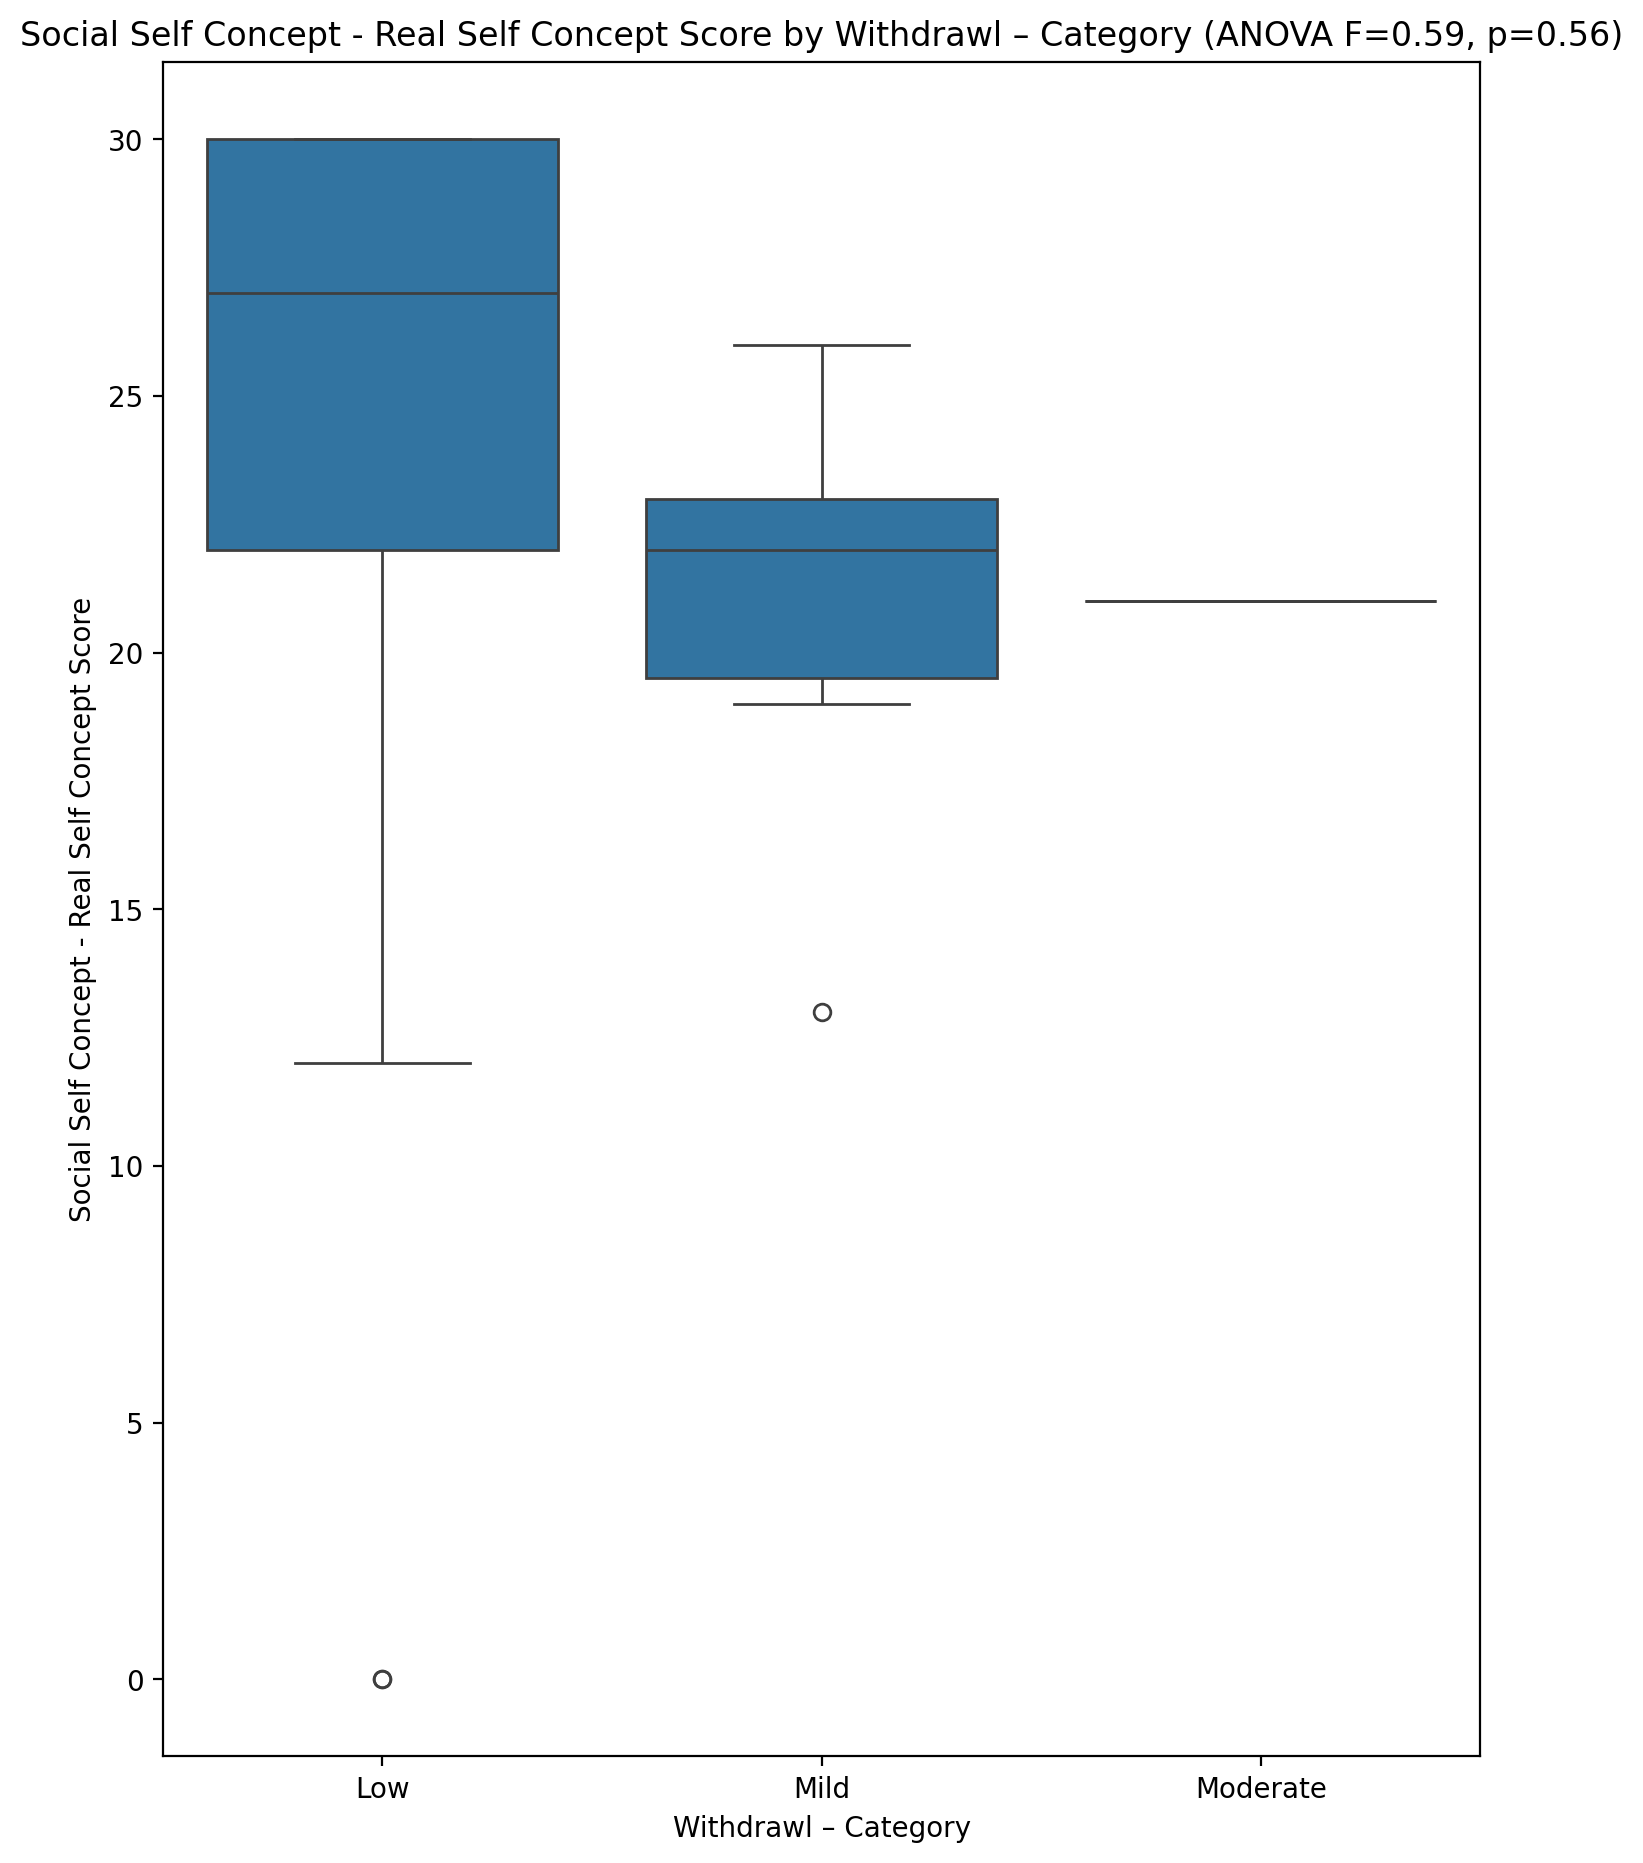 Social Self Concept - Real Self Concept Score by Withdrawl – Category (ANOVA F=0.59, p=0.56)
Social Self Concept - Real Self Concept Score
30
25
20
15
10
5
0
Low
Mild
Moderate
Withdrawl – Category